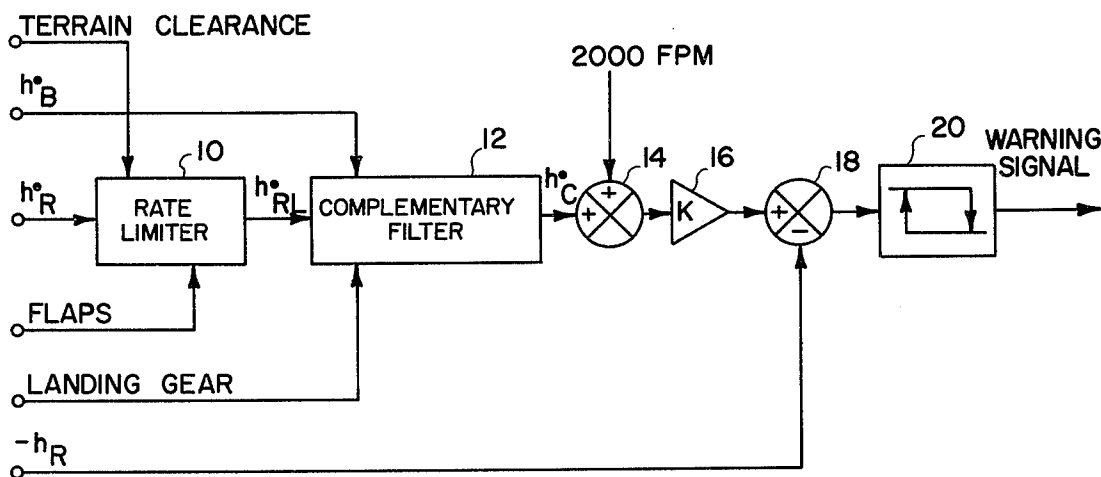 TERRAIN CLEARANCE
2000 FPM
h°B
10
12
14
16
18
20
WARNING
SIGNAL
h°R
RATE
LIMITER
h°RL
COMPLEMENTARY
FILTER
h°C
+
+
K
+
−
FLAPS
LANDING GEAR
−hR